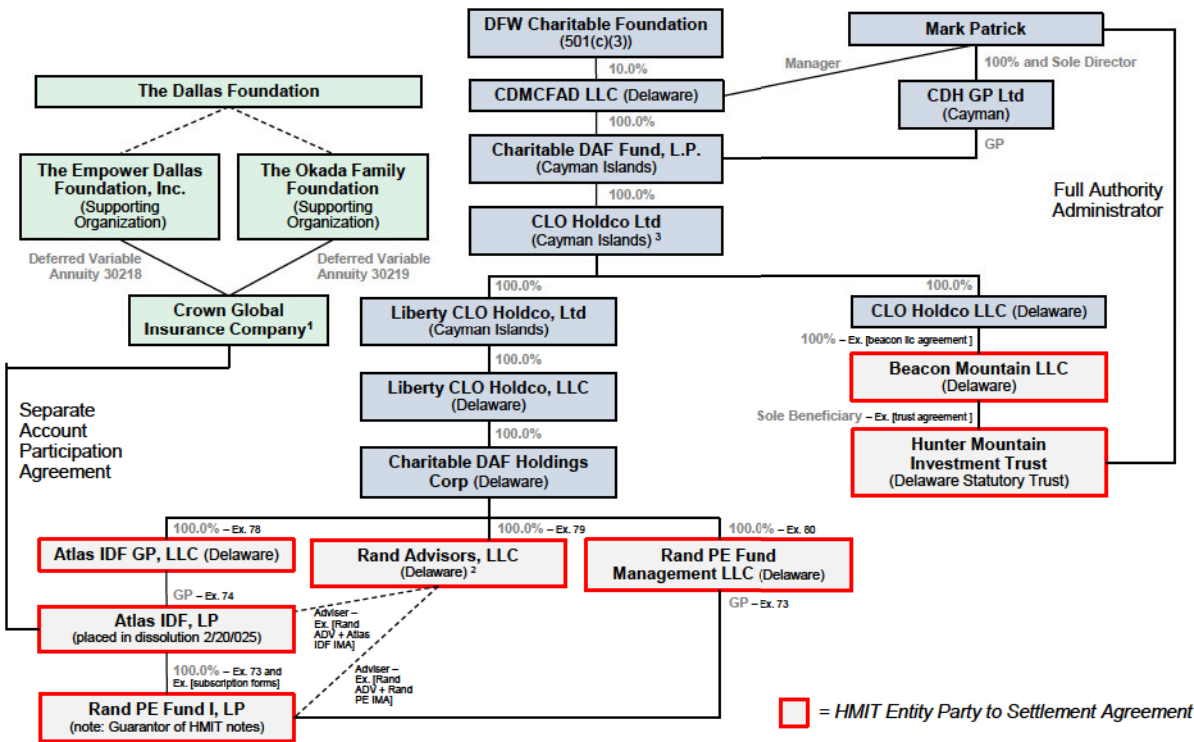 DFW Charitable Foundation
(501(c)(3))
Mark Patrick
10.0%
Manager
100% and Sole Director
The Dallas Foundation
CDMCFAD LLC (Delaware)
CDH GP Ltd
(Cayman)
100.0%
GP
The Empower Dallas
Foundation, Inc.
(Supporting
Organization)
The Okada Family
Foundation
(Supporting
Organization)
Charitable DAF Fund, L.P.
(Cayman Islands)
100.0%
Full Authority
Administrator
CLO Holdco Ltd
(Cayman Islands) 3
Deferred Variable
Annuity 30218
Deferred Variable
Annuity 30219
100.0%
100.0%
Crown Global
Insurance Company1
Liberty CLO Holdco, Ltd
(Cayman Islands)
CLO Holdco LLC (Delaware)
100% – Ex. [beacon llc agreement ]
100.0%
Beacon Mountain LLC
(Delaware)
Liberty CLO Holdco, LLC
(Delaware)
Separate
Account
Participation
Agreement
Sole Beneficiary – Ex. [trust agreement ]
100.0%
Hunter Mountain
Investment Trust
(Delaware Statutory Trust)
Charitable DAF Holdings
Corp (Delaware)
100.0% – Ex. 78
100.0% – Ex. 79
100.0% – Ex. 80
Atlas IDF GP, LLC (Delaware)
Rand Advisors, LLC
(Delaware) 2
Rand PE Fund
Management LLC (Delaware)
GP – Ex. 74
GP – Ex. 73
Atlas IDF, LP
(placed in dissolution 2/20/025)
Adviser –
Ex. [Rand
ADV + Atlas
IDF IMA]
100.0% – Ex. 73 and
Ex. [subscription forms]
Adviser –
Ex. [Rand
ADV + Rand
PE IMA]
Rand PE Fund I, LP
(note: Guarantor of HMIT notes)
= HMIT Entity Party to Settlement Agreement